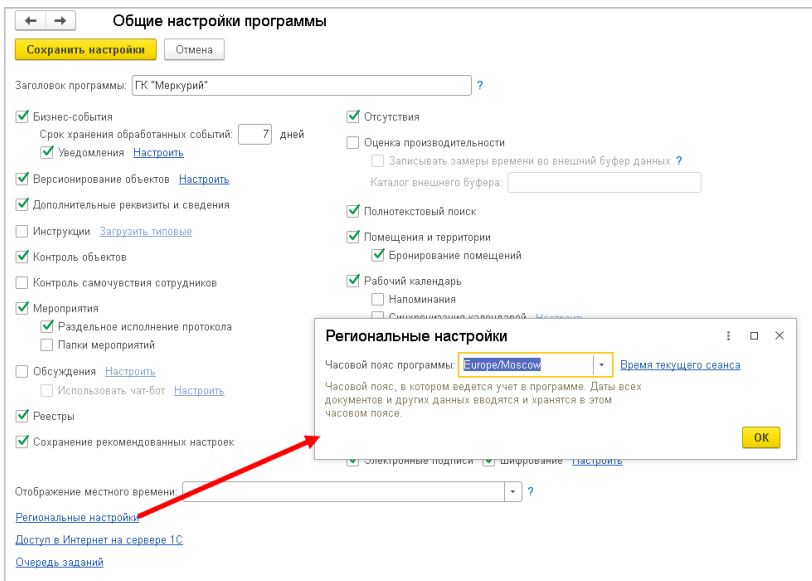 Общие настройки программы
Сохранить настройки
Отмена
Заголовок программы: ГК "Меркурий" ?
Бизнес-события
Срок хранения обработанных событий: 7 дней
Уведомления Настроить
Версионирование объектов Настроить
Дополнительные реквизиты и сведения
Инструкции Загрузить типовые
Контроль объектов
Контроль самочувствия сотрудников
Мероприятия
Раздельное исполнение протокола
Папки мероприятий
Обсуждения Настроить
Использовать чат-бот Настроить
Реестры
Сохранение рекомендованных настроек
Отсутствия
Оценка производительности
Записывать замеры времени во внешний буфер данных ?
Каталог внешнего буфера:
Полнотекстовый поиск
Помещения и территории
Бронирование помещений
Рабочий календарь
Напоминания
Синхронизация календарей Настроить
Региональные настройки
Часовой пояс программы: Europe/Moscow Время текущего сеанса
Часовой пояс, в котором ведется учет в программе. Даты всех
документов и других данных вводятся и хранятся в этом
часовом поясе.
ОК
Электронные подписи Шифрование Настроить
Отображение местного времени: ?
Региональные настройки
Доступ в Интернет на сервере 1С
Очередь заданий